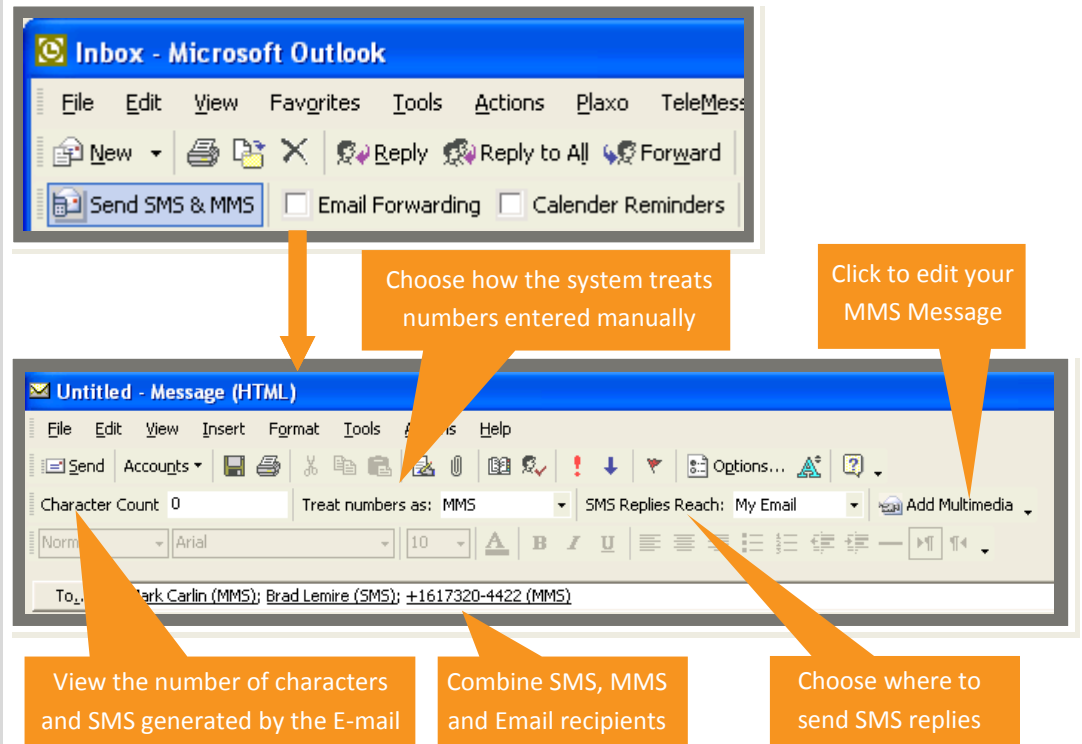 Inbox - Microsoft Outlook
File Edit View Favorites Tools Actions Plaxo TeleMess
New Reply Reply to All Forward
Send SMS & MMS Email Forwarding Calender Reminders
Choose how the system treats
numbers entered manually
Click to edit your
MMS Message
Untitled - Message (HTML)
File Edit View Insert Format Tools Help
Send Accounts Options...
Character Count 0 Treat numbers as: MMS SMS Replies Reach: My Email Add Multimedia
Norm Arial 10 A B I U
To... Mark Carlin (MMS); Brad Lemire (SMS); +1617320-4422 (MMS)
View the number of characters
and SMS generated by the E-mail
Combine SMS, MMS
and Email recipients
Choose where to
send SMS replies